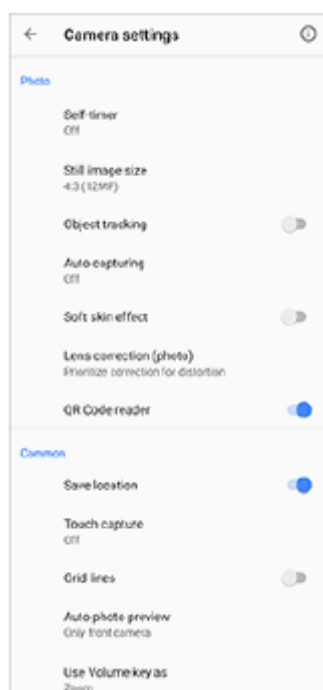 Camera settings
Photo
Self-timer
Off
Still image size
4:3 (12MP)
Object tracking
Auto-capturing
Off
Soft skin effect
Lens correction (photo)
Prioritize correction for distortion
QR Code reader
Common
Save location
Touch capture
Off
Grid lines
Auto photo preview
Only front camera
Use Volume key as
Zoom